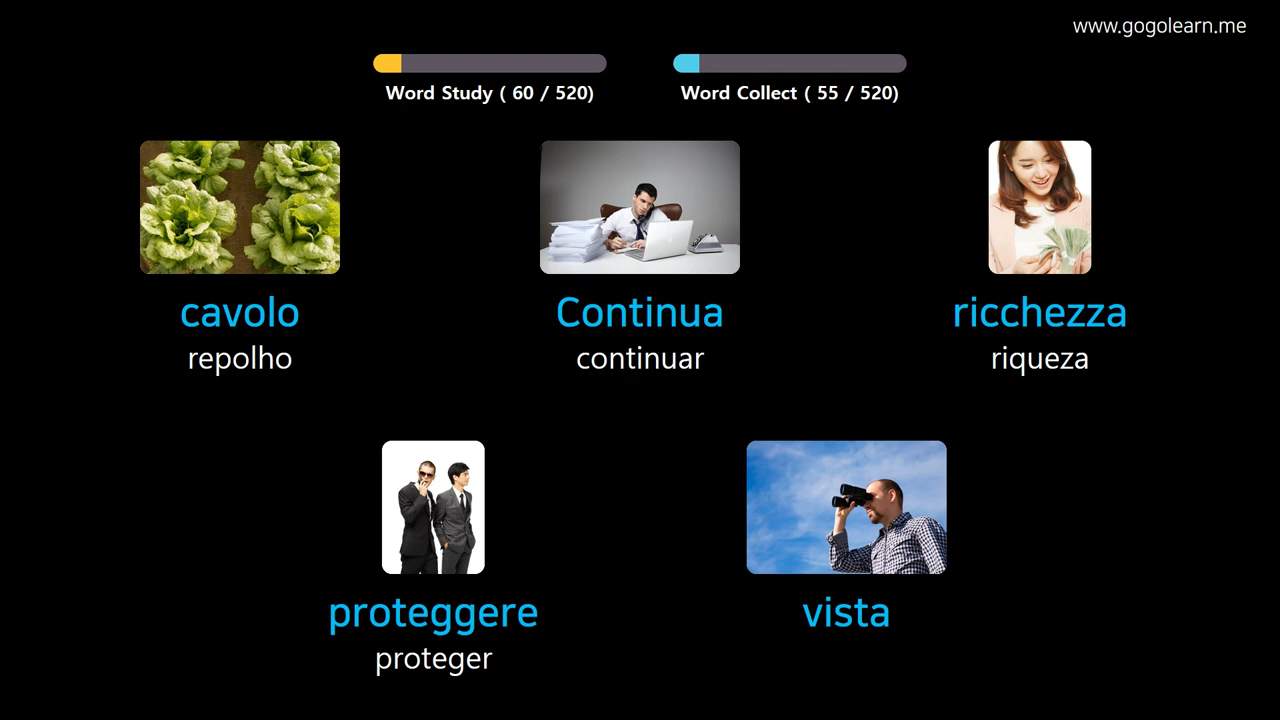 www.gogolearn.me
Word Study ( 60 / 520)
Word Collect ( 55 / 520)
cavolo
repolho
Continua
continuar
ricchezza
riqueza
proteggere
proteger
vista